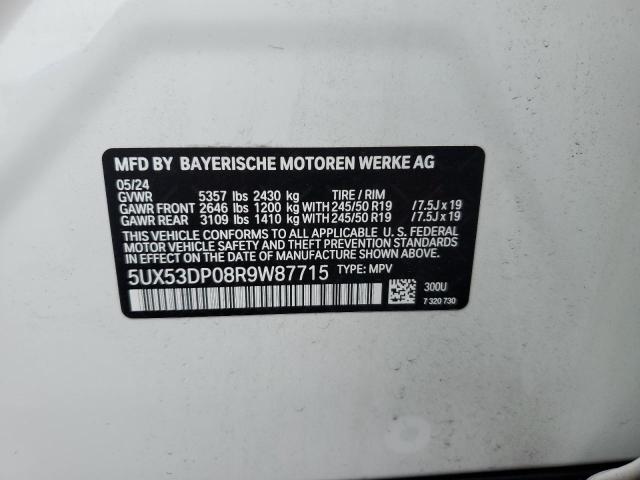 MFD BY BAYERISCHE MOTOREN WERKE AG
05/24
GVWR 5357 lbs 2430 kg TIRE / RIM
GAWR FRONT 2646 lbs 1200 kg WITH 245/50 R19 / 7.5J x 19
GAWR REAR 3109 lbs 1410 kg WITH 245/50 R19 / 7.5J x 19
THIS VEHICLE CONFORMS TO ALL APPLICABLE U.S. FEDERAL
MOTOR VEHICLE SAFETY, BUMPER, AND THEFT PREVENTION
STANDARDS IN EFFECT ON THE DATE OF MANUFACTURE SHOWN ABOVE.
5UX53DP08R9W87715 TYPE: MPV
300U
7 320 730